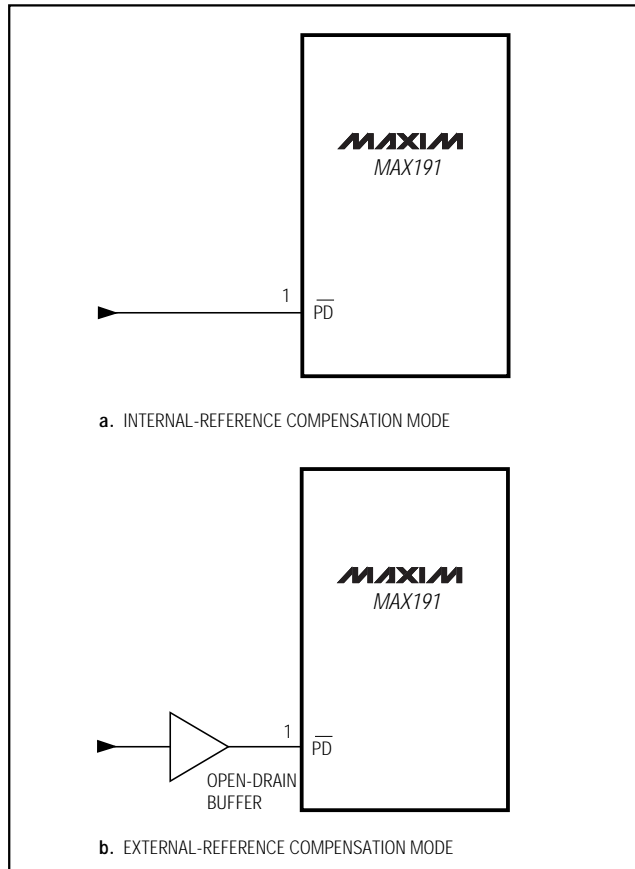 MAXIM
MAX191
1
PD
a. INTERNAL-REFERENCE COMPENSATION MODE
MAXIM
MAX191
1
PD
OPEN-DRAIN
BUFFER
b. EXTERNAL-REFERENCE COMPENSATION MODE